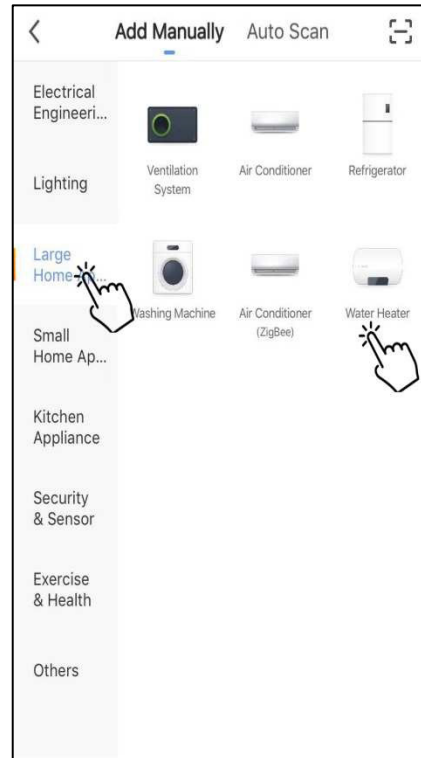 Add Manually Auto Scan
Electrical
Engineeri...
Lighting
Large
Home
Small
Home Ap...
Kitchen
Appliance
Security
& Sensor
Exercise
& Health
Others
Ventilation
System
Air Conditioner
Refrigerator
Washing Machine
Air Conditioner
(ZigBee)
Water Heater